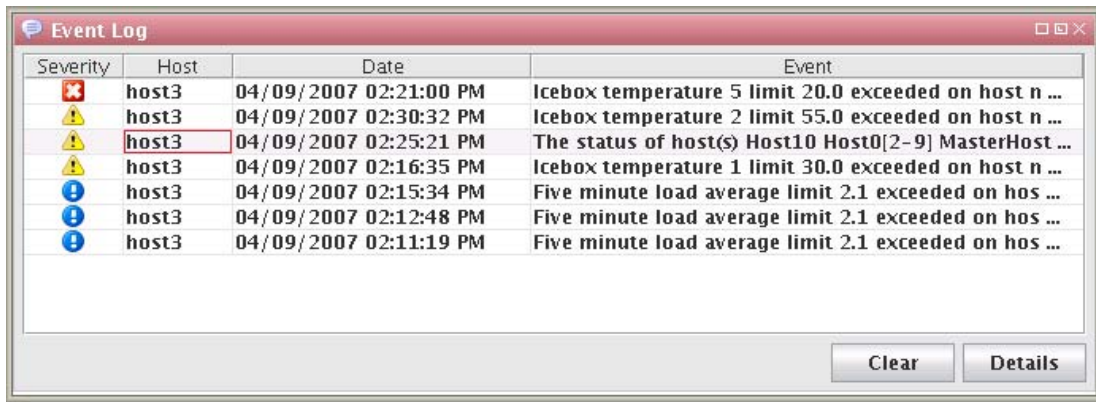 Event Log
Severity Host Date Event
host3 04/09/2007 02:21:00 PM Icebox temperature 5 limit 20.0 exceeded on host n ...
host3 04/09/2007 02:30:32 PM Icebox temperature 2 limit 55.0 exceeded on host n ...
host3 04/09/2007 02:25:21 PM The status of host(s) Host10 Host0[2-9] MasterHost ...
host3 04/09/2007 02:16:35 PM Icebox temperature 1 limit 30.0 exceeded on host n ...
host3 04/09/2007 02:15:34 PM Five minute load average limit 2.1 exceeded on hos ...
host3 04/09/2007 02:12:48 PM Five minute load average limit 2.1 exceeded on hos ...
host3 04/09/2007 02:11:19 PM Five minute load average limit 2.1 exceeded on hos ...
Clear Details